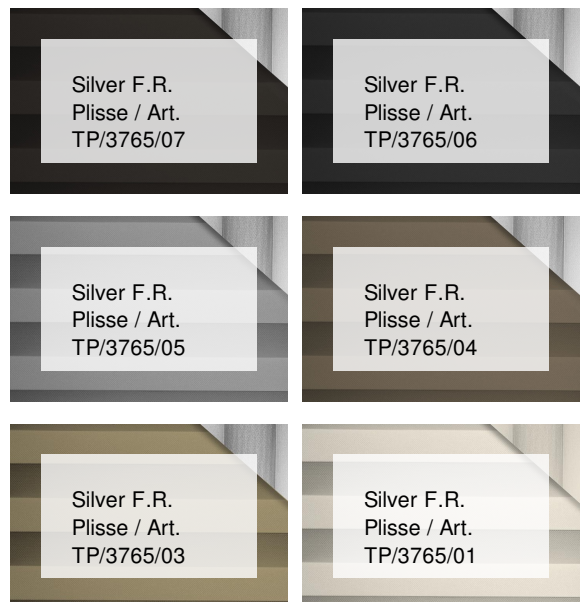 Silver F.R.
Plisse / Art.
TP/3765/07
Silver F.R.
Plisse / Art.
TP/3765/06
Silver F.R.
Plisse / Art.
TP/3765/05
Silver F.R.
Plisse / Art.
TP/3765/04
Silver F.R.
Plisse / Art.
TP/3765/03
Silver F.R.
Plisse / Art.
TP/3765/01